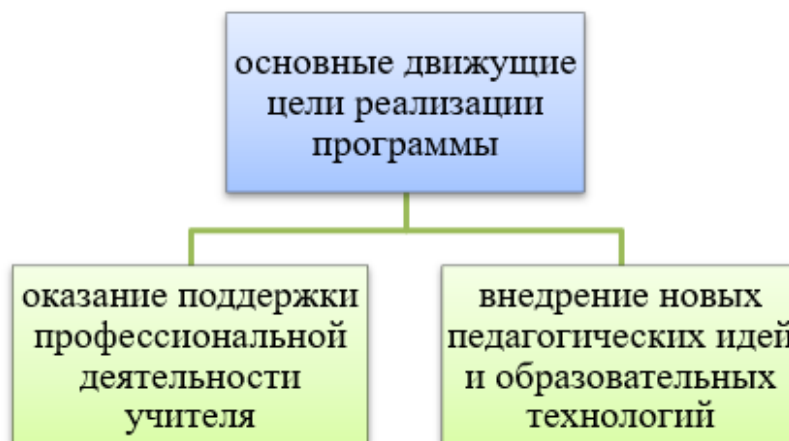 основные движущие
цели реализации
программы
оказание поддержки
профессиональной
деятельности
учителя
внедрение новых
педагогических идей
и образовательных
технологий